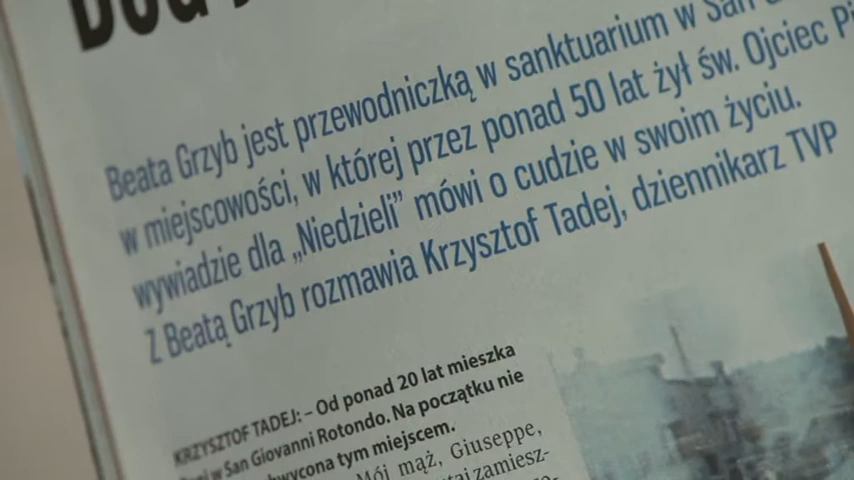 Beata Grzyb jest przewodniczką w sanktuarium w San
w miejscowości, w której przez ponad 50 lat żył św. Ojciec
wywiadzie dla „Niedzieli” mówi o cudzie w swoim życiu.
Z Beatą Grzyb rozmawia Krzysztof Tadej, dziennikarz TVP
KRZYSZTOF TADEJ: – Od ponad 20 lat mieszka
Pani w San Giovanni Rotondo. Na początku nie
tym miejscem.
Mój mąż, Giuseppe,